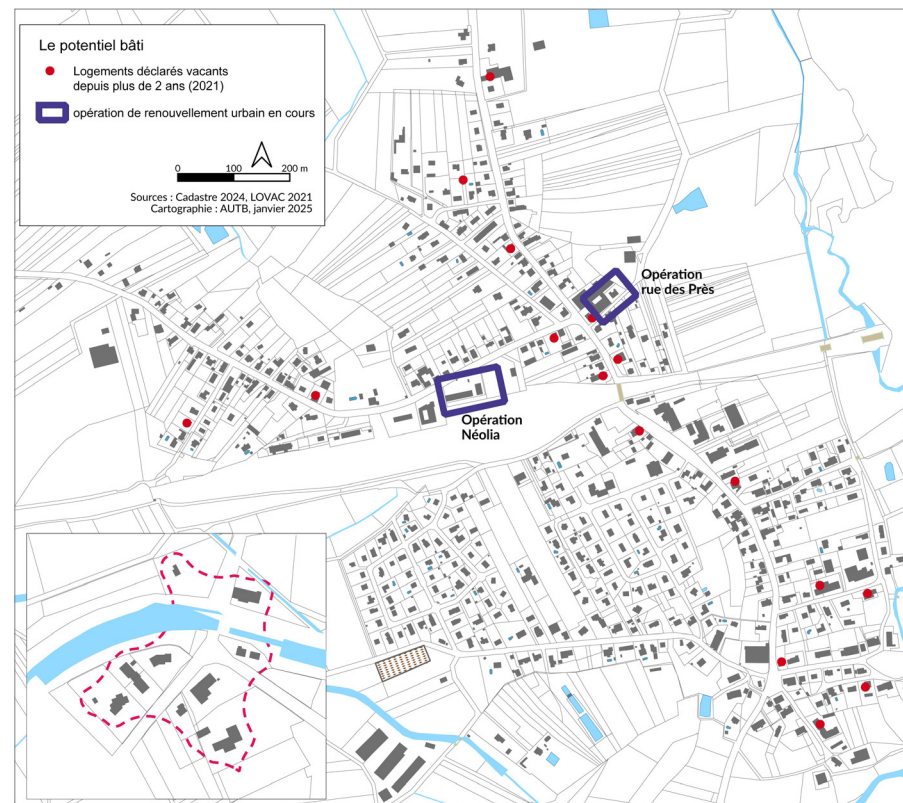 Le potentiel bâti
Logements déclarés vacants
depuis plus de 2 ans (2021)
opération de renouvellement urbain en cours
0 100 200 m
Sources : Cadastre 2024, LOVAC 2021
Cartographie : AUTB, janvier 2025
Opération
rue des Près
Opération
Néolia